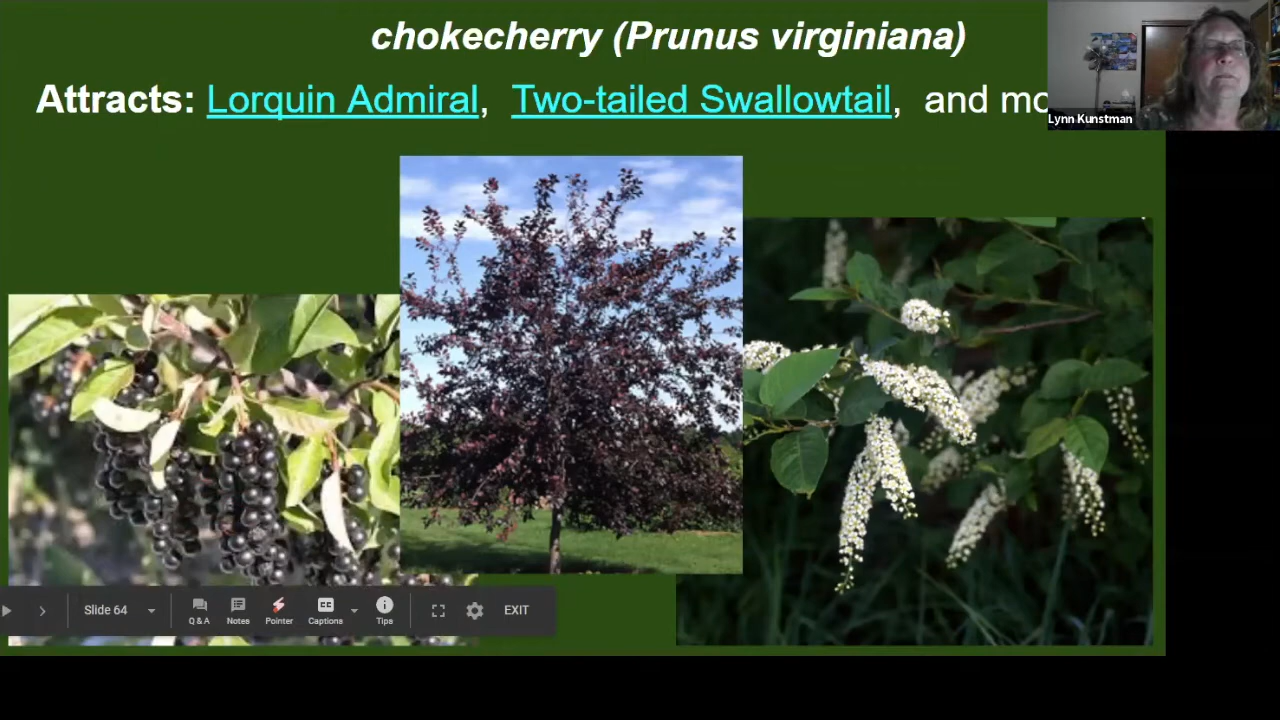 chokecherry (Prunus virginiana)
Attracts: Lorquin Admiral, Two-tailed Swallowtail, and mo
Lynn Kunstman
Slide 64
Q & A
Notes
Pointer
CC
Captions
Tips
EXIT